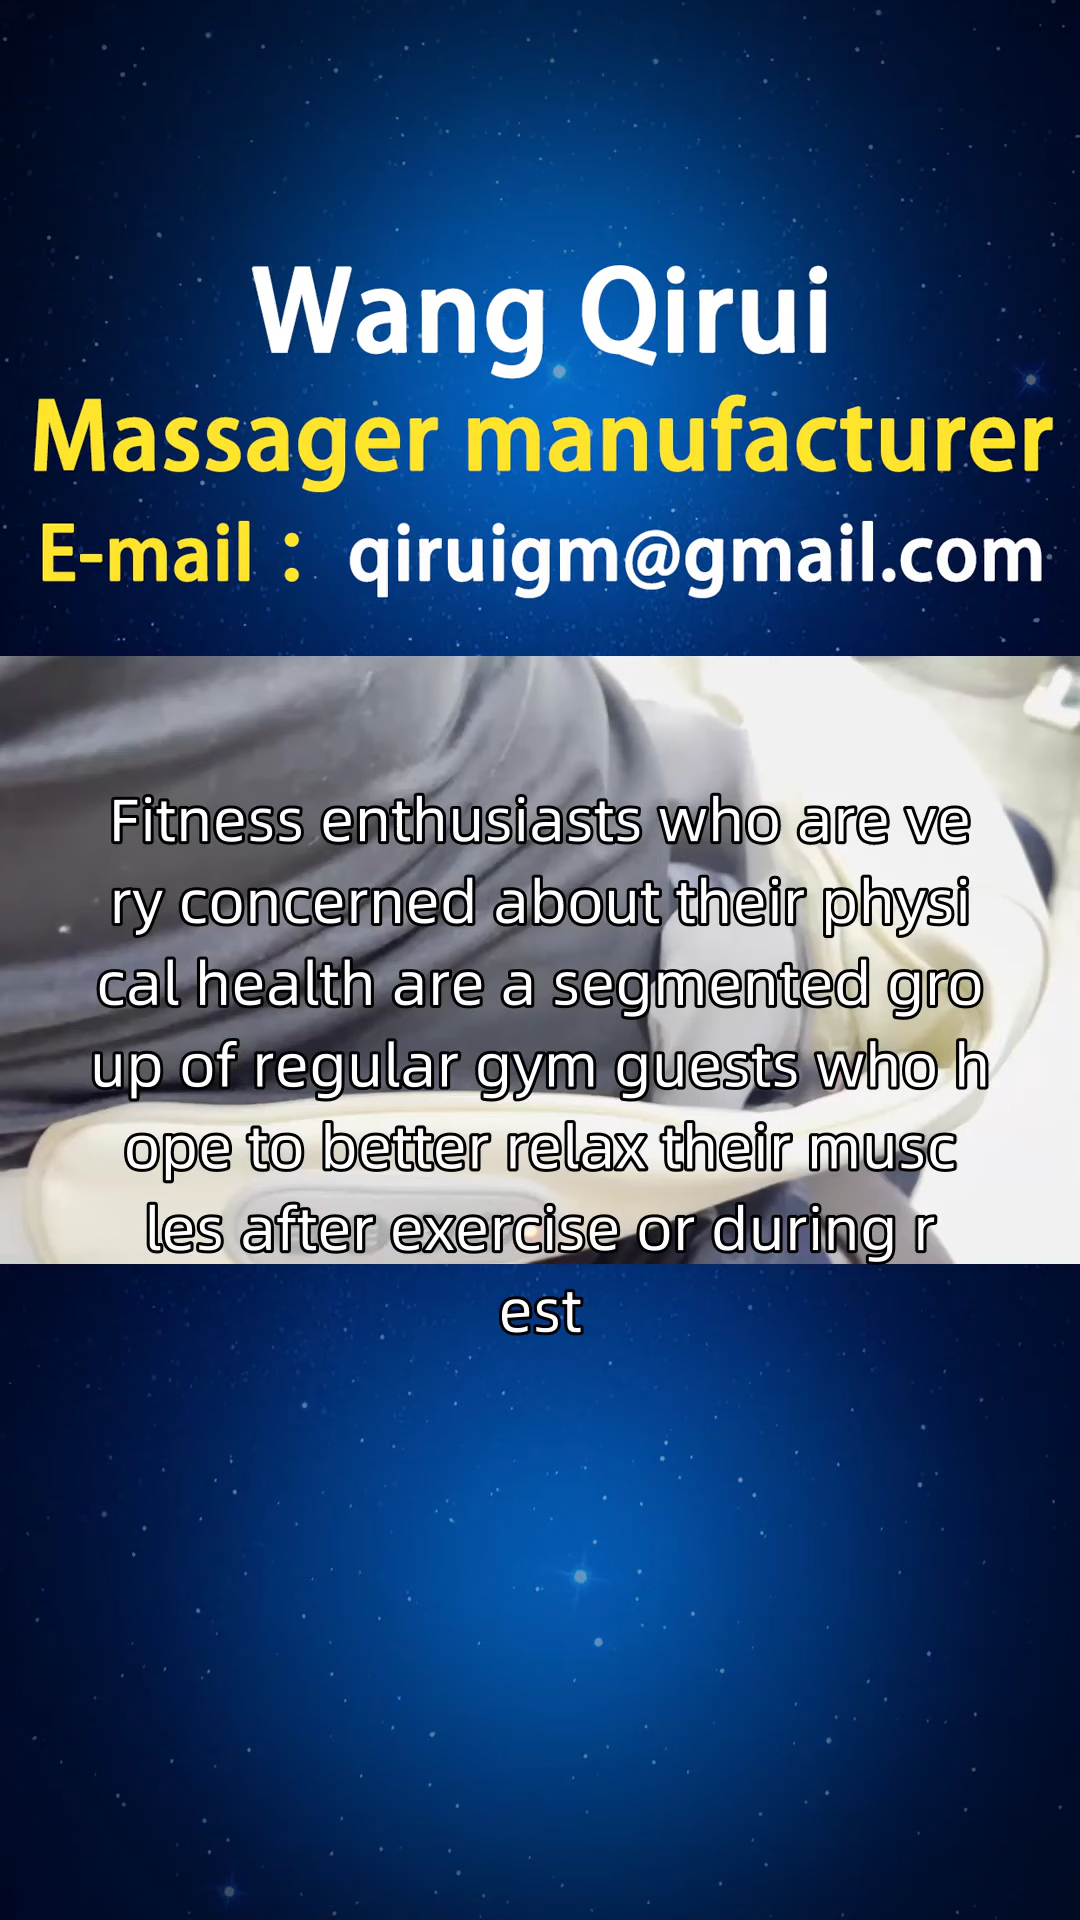 Wang Qirui
Massager manufacturer
E-mail： qiruigm@gmail.com
Fitness enthusiasts who are ve
ry concerned about their physi
cal health are a segmented gro
up of regular gym guests who h
ope to better relax their musc
les after exercise or during r
est